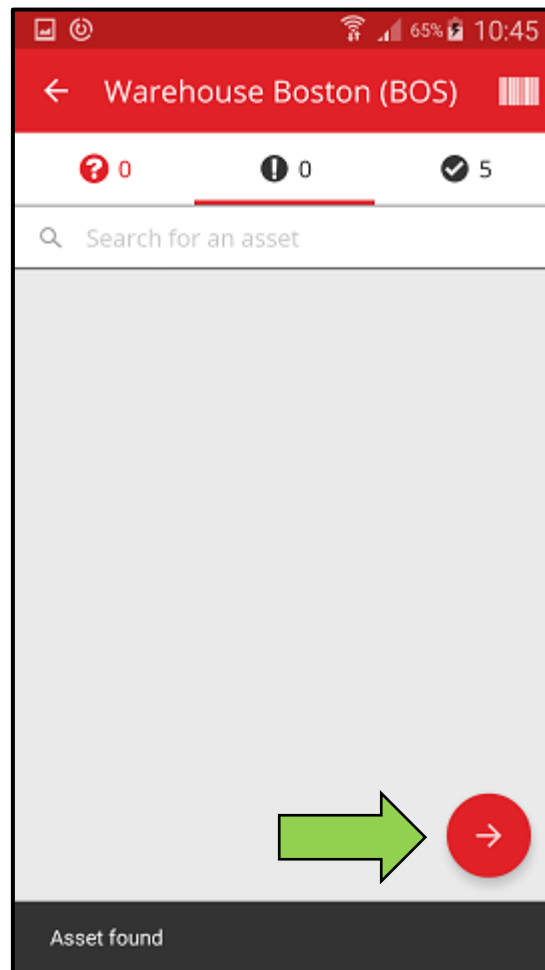 65% 10:45
Warehouse Boston (BOS)
0 0 5
Search for an asset
Asset found